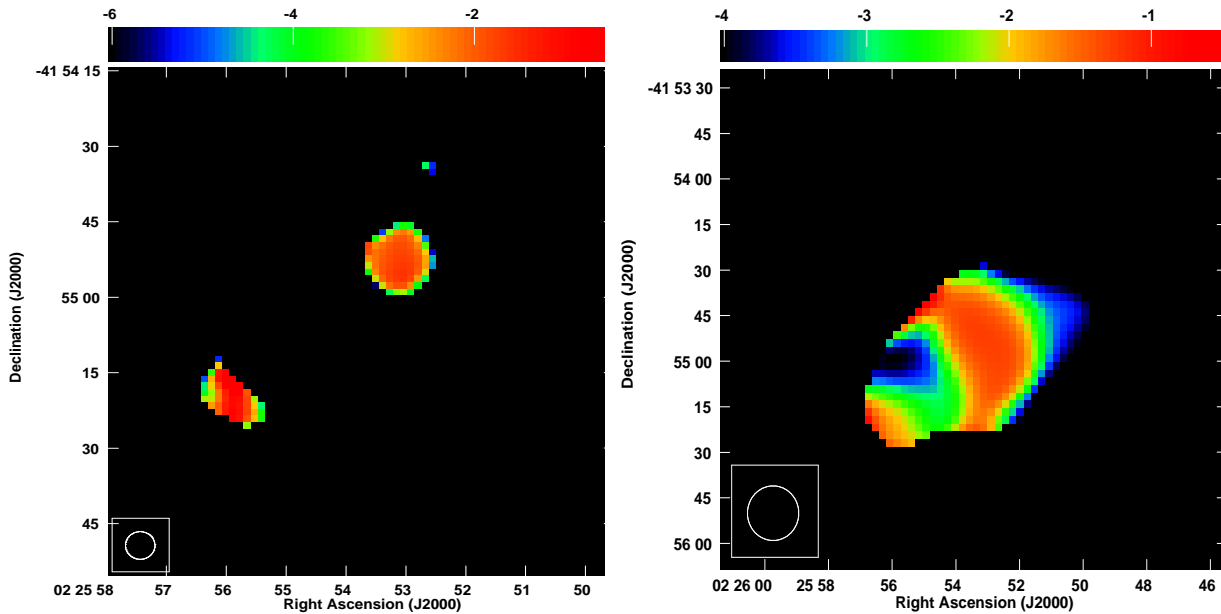 -6 -4 -2
-41 54 15
30
45
55 00
15
30
45
Declination (J2000)
02 25 58 57 56 55 54 53 52 51 50
Right Ascension (J2000)
-4 -3 -2 -1
-41 53 30
45
54 00
15
30
45
55 00
15
30
45
56 00
Declination (J2000)
02 26 00 25 58 56 54 52 50 48 46
Right Ascension (J2000)